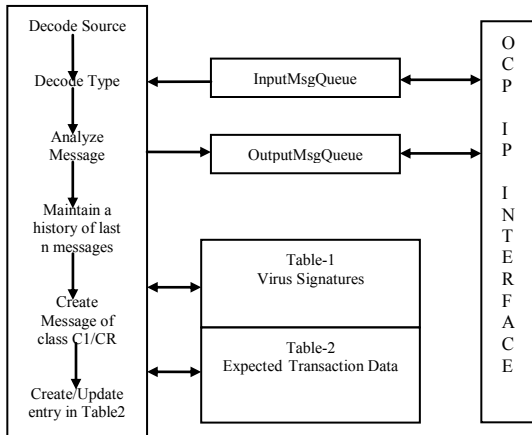 Decode Source
Decode Type
Analyze
Message
Maintain a
history of last
n messages
Create
Message of
class C1/CR
Create/Update
entry in Table2
InputMsgQueue
OutputMsgQueue
Table-1
Virus Signatures
Table-2
Expected Transaction Data
O
C
P
I
P
I
N
T
E
R
F
A
C
E